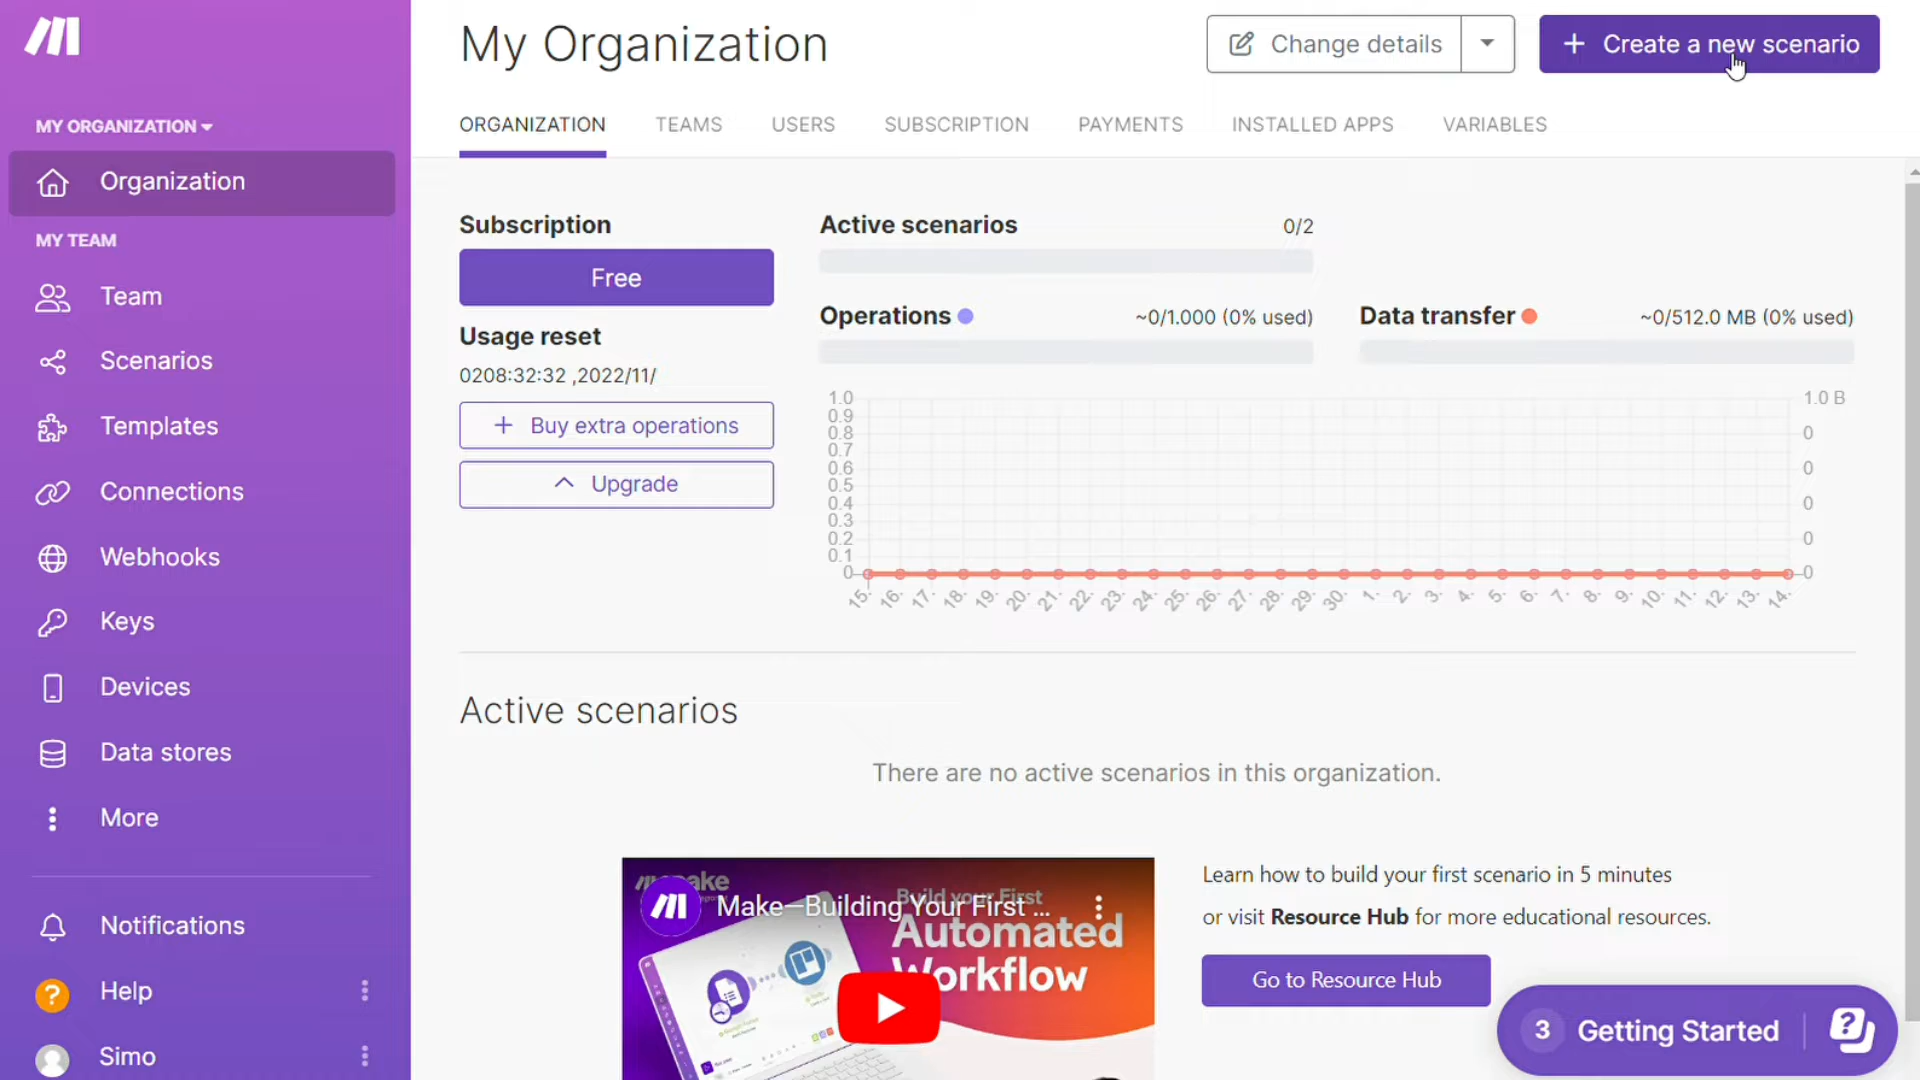 My Organization
Change details
+ Create a new scenario
MY ORGANIZATION
ORGANIZATION
TEAMS
USERS
SUBSCRIPTION
PAYMENTS
INSTALLED APPS
VARIABLES
Organization
MY TEAM
Team
Scenarios
Templates
Connections
Webhooks
Keys
Devices
Data stores
More
Notifications
Help
Simo
Subscription
Free
Usage reset
0208:32:32 ,2022/11/
+ Buy extra operations
Upgrade
Active scenarios 0/2
Operations ~0/1.000 (0% used)
Data transfer ~0/512.0 MB (0% used)
1.0
0.9
0.8
0.7
0.6
0.5
0.4
0.3
0.2
0.1
0
1.0 B
0
0
0
0
0
15. 16. 17. 18. 19. 20. 21. 22. 23. 24. 25. 26. 27. 28. 29. 30. 1. 2. 3. 4. 5. 6. 7. 8. 9. 10. 11. 12. 13. 14.
Active scenarios
There are no active scenarios in this organization.
make
Make—Building Your First ...
Build your First
Automated
Workflow
Learn how to build your first scenario in 5 minutes
or visit Resource Hub for more educational resources.
Go to Resource Hub
3 Getting Started